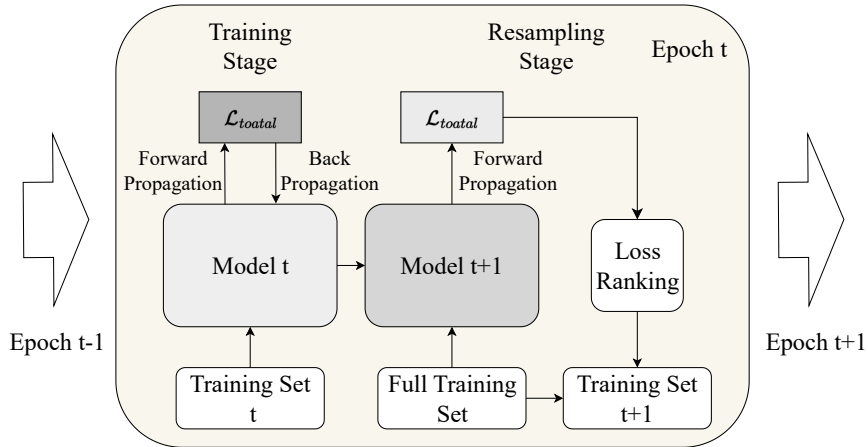 Training
Stage
Resampling
Stage
Epoch t
ℒtoatal
ℒtoatal
Forward
Propagation
Back
Propagation
Forward
Propagation
Model t
Model t+1
Loss
Ranking
Epoch t-1
Epoch t+1
Training Set
t
Full Training
Set
Training Set
t+1